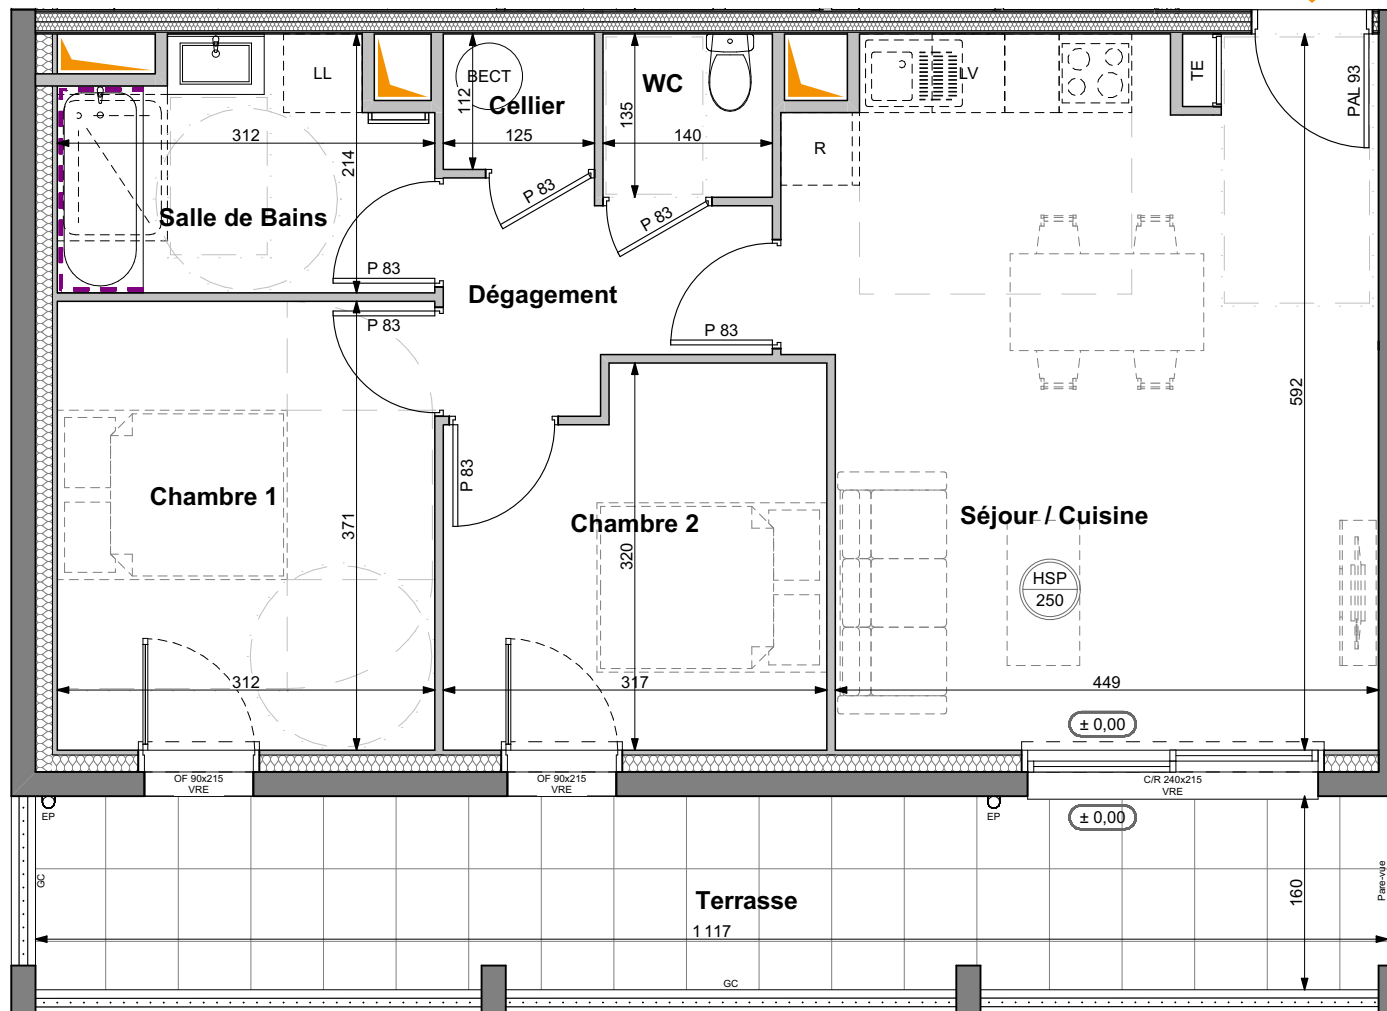 LL
BECT
Cellier
112
125
WC
135
140
LV
R
TE
PAL 93
312
214
Salle de Bains
P 83
P 83
P 83
Dégagement
P 83
P 83
P 83
592
Chambre 1
371
312
Chambre 2
320
317
Séjour / Cuisine
HSP
250
449
± 0,00
OF 90x215
VRE
OF 90x215
VRE
C/R 240x215
VRE
EP
EP
± 0,00
GC
Terrasse
160
Pare-vue
1 117
GC